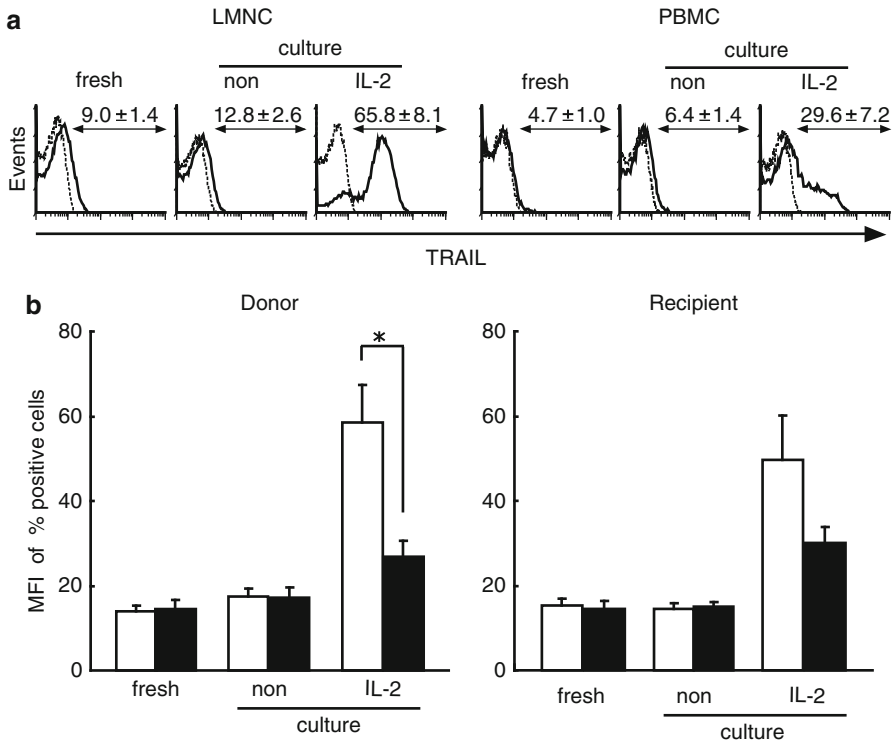 a
LMNC
PBMC
culture
culture
fresh
non
IL-2
fresh
non
IL-2
9.0 ± 1.4
12.8 ± 2.6
65.8 ± 8.1
4.7 ± 1.0
6.4 ± 1.4
29.6 ± 7.2
Events
TRAIL
b
Donor
Recipient
MFI of % positive cells
80
60
40
20
0
*
fresh
non
IL-2
culture
80
60
40
20
0
fresh
non
IL-2
culture